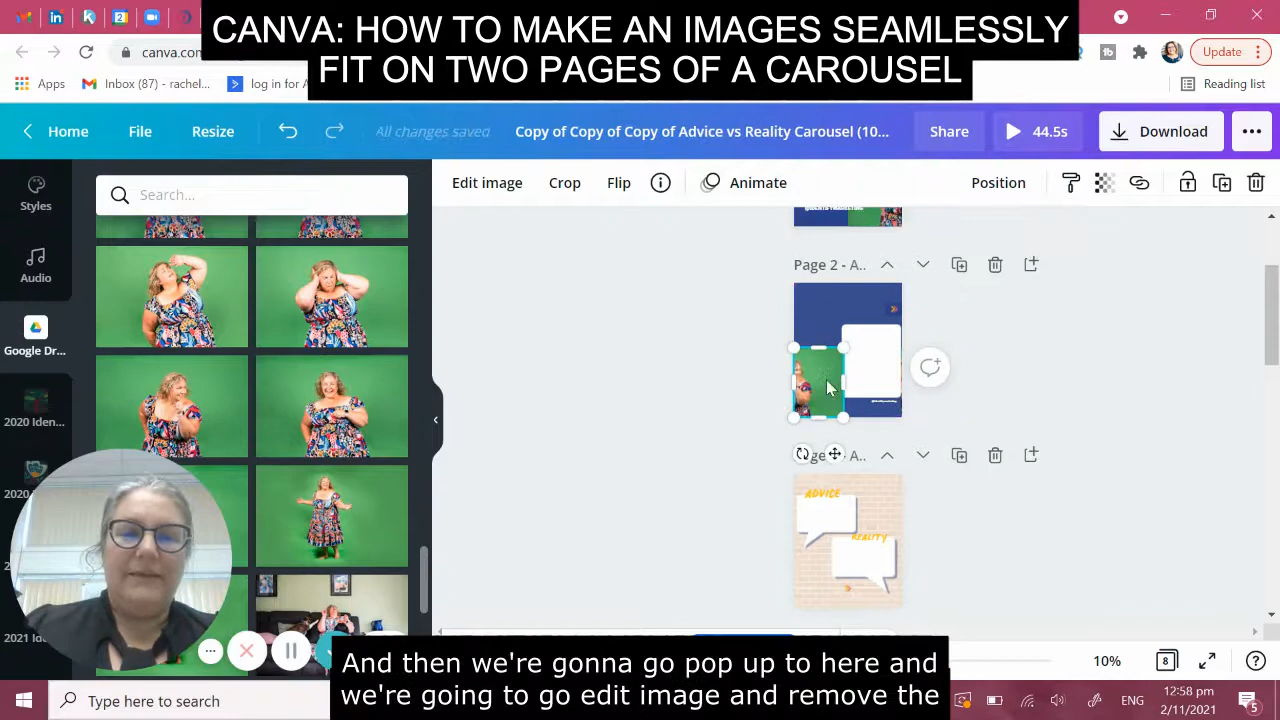 CANVA: HOW TO MAKE AN IMAGES SEAMLESSLY
FIT ON TWO PAGES OF A CAROUSEL
canva.com
Update
Apps
Inbox (87) - rachel...
log in for A
Reading list
Home
File
Resize
All changes saved
Copy of Copy of Copy of Advice vs Reality Carousel (10...
Share
44.5s
Download
Styles
Search...
Edit image
Crop
Flip
Animate
Position
Audio
Page 2 - A..
Google Dr...
2020 Iden...
2020
ge
A..
ADVICE
REALITY
2021 I
And then we're gonna go pop up to here and
we're going to go edit image and remove the
10%
8
Type here to search
ENG
12:58 pm
2/11/2021
5